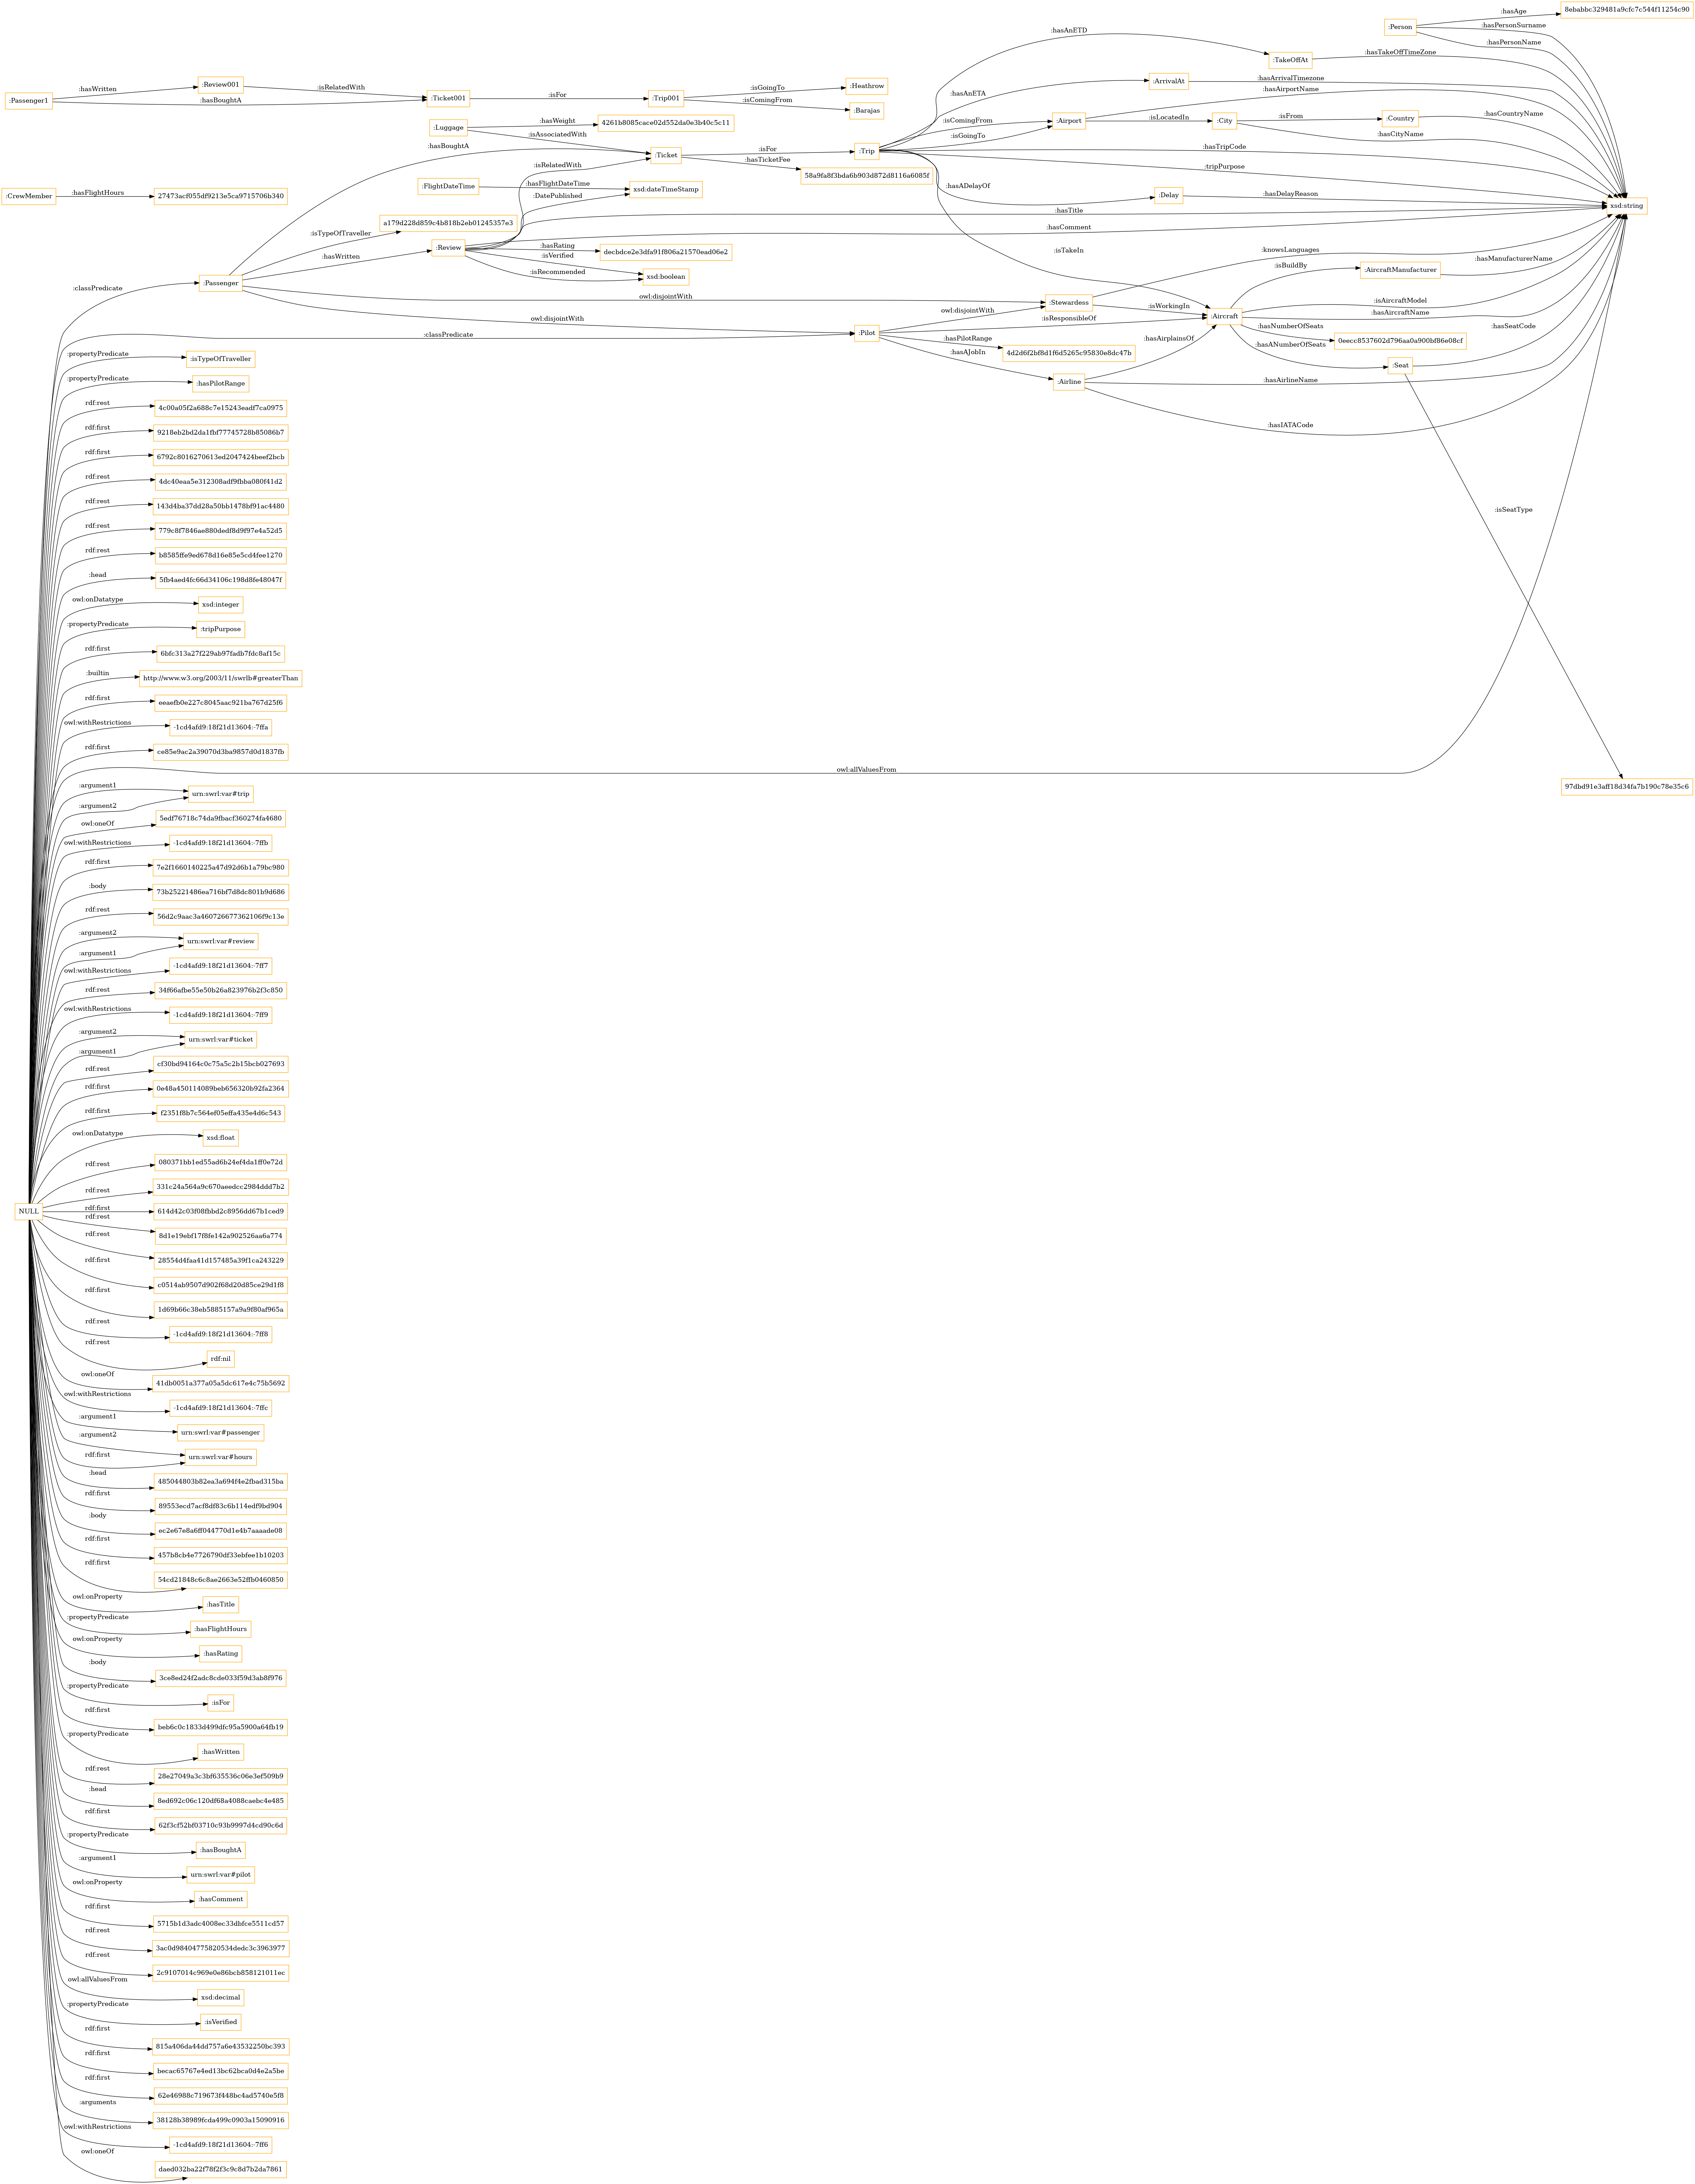 8ebabbc329481a9cfc7c544f11254c90
:hasAge
:Person
:hasPersonSurname
:hasPersonName
:hasAnETD
:TakeOffAt
:hasTakeOffTimeZone
:hasAnETA
:ArrivalAt
:hasArrivalTimezone
:Passenger1
:hasWritten
:Review001
:isRelatedWith
:hasBoughtA
:Ticket001
:isFor
:Trip001
:isGoingTo
:Heathrow
:isComingFrom
:Barajas
:hasAirportName
:isComingFrom
:Airport
:isLocatedIn
:City
:isFrom
:Country
:hasCountryName
:isGoingTo
:hasCityName
:Luggage
:hasWeight
4261b8085cace02d552da0e3b40c5c11
:isAssociatedWith
:hasBoughtA
:Ticket
:isFor
:Trip
:hasTripCode
:hasTicketFee
58a9fa8f3bda6b903d872d8116a6085f
:tripPurpose
:isRelatedWith
:FlightDateTime
:hasFlightDateTime
xsd:dateTimeStamp
:DatePublished
:hasADelayOf
:Delay
:hasDelayReason
xsd:string
:CrewMember
:hasFlightHours
27473acf055df9213e5ca9715706b340
a179d228d859c4b818b2eb01245357e3
:isTypeOfTraveller
:hasTitle
:hasComment
:hasWritten
:Review
:hasRating
decbdce2e3dfa91f806a21570ead06e2
:isVerified
xsd:boolean
:isRecommended
:isTakeIn
:knowsLanguages
:isBuildBy
:AircraftManufacturer
:hasManufacturerName
:classPredicate
:Passenger
owl:disjointWith
:Stewardess
:isWorkingIn
:Aircraft
:isAircraftModel
:hasAircraftName
owl:disjointWith
owl:disjointWith
:isResponsibleOf
:hasSeatCode
:classPredicate
:Pilot
:hasPilotRange
4d2d6f2bf8d1f6d5265c95830e8dc47b
:hasNumberOfSeats
0eecc8537602d796aa0a900bf86e08cf
:hasANumberOfSeats
:Seat
:hasAirplainsOf
:hasAJobIn
:Airline
:hasAirlineName
:hasIATACode
:isSeatType
97dbd91e3aff18d34fa7b190c78e35c6
:propertyPredicate
:isTypeOfTraveller
:propertyPredicate
:hasPilotRange
rdf:rest
4c00a05f2a688c7e15243eadf7ca0975
rdf:first
9218eb2bd2da1fbf77745728b85086b7
rdf:first
6792c8016270613ed2047424beef2bcb
rdf:rest
4dc40eaa5e312308adf9fbba080f41d2
rdf:rest
143d4ba37dd28a50bb1478bf91ac4480
rdf:rest
779c8f7846ae880dedf8d9f97e4a52d5
rdf:rest
b8585ffe9ed678d16e85e5cd4fee1270
:head
5fb4aed4fc66d34106c198d8fe48047f
owl:onDatatype
xsd:integer
:propertyPredicate
:tripPurpose
rdf:first
6bfc313a27f229ab97fadb7fdc8af15c
:builtin
http://www.w3.org/2003/11/swrlb#greaterThan
rdf:first
eeaefb0e227c8045aac921ba767d25f6
owl:withRestrictions
-1cd4afd9:18f21d13604:-7ffa
rdf:first
ce85e9ac2a39070d3ba9857d0d1837fb
owl:allValuesFrom
:argument1
urn:swrl:var#trip
:argument2
owl:oneOf
5edf76718c74da9fbacf360274fa4680
owl:withRestrictions
-1cd4afd9:18f21d13604:-7ffb
rdf:first
7e2f1660140225a47d92d6b1a79bc980
:body
73b25221486ea716bf7d8dc801b9d686
rdf:rest
56d2c9aac3a460726677362106f9c13e
:argument2
urn:swrl:var#review
:argument1
owl:withRestrictions
-1cd4afd9:18f21d13604:-7ff7
rdf:rest
34f66afbe55e50b26a823976b2f3c850
owl:withRestrictions
-1cd4afd9:18f21d13604:-7ff9
:argument2
urn:swrl:var#ticket
:argument1
rdf:rest
cf30bd94164c0c75a5c2b15bcb027693
rdf:first
0e48a450114089beb656320b92fa2364
rdf:first
f2351f8b7c564ef05effa435e4d6c543
owl:onDatatype
xsd:float
rdf:rest
080371bb1ed55ad6b24ef4da1ff0e72d
rdf:rest
331c24a564a9c670aeedcc2984ddd7b2
NULL
rdf:first
614d42c03f08fbbd2c8956dd67b1ced9
rdf:rest
8d1e19ebf17f8fe142a902526aa6a774
rdf:rest
28554d4faa41d157485a39f1ca243229
rdf:first
c0514ab9507d902f68d20d85ce29d1f8
rdf:first
1d69b66c38eb5885157a9a9f80af965a
rdf:rest
-1cd4afd9:18f21d13604:-7ff8
rdf:rest
rdf:nil
owl:oneOf
41db0051a377a05a5dc617e4c75b5692
owl:withRestrictions
-1cd4afd9:18f21d13604:-7ffc
:argument1
urn:swrl:var#passenger
:argument2
urn:swrl:var#hours
rdf:first
:head
485044803b82ea3a694f4e2fbad315ba
rdf:first
89553ecd7acf8df83c6b114edf9bd904
:body
ec2e67e8a6ff044770d1e4b7aaaade08
rdf:first
457b8cb4e7726790df33ebfee1b10203
rdf:first
54cd21848c6c8ae2663e52ffb0460850
owl:onProperty
:hasTitle
:propertyPredicate
:hasFlightHours
owl:onProperty
:hasRating
:body
3ce8ed24f2adc8cde033f59d3ab8f976
:propertyPredicate
:isFor
rdf:first
beb6c0c1833d499dfc95a5900a64fb19
:propertyPredicate
:hasWritten
rdf:rest
28e27049a3c3bf635536c06e3ef509b9
:head
8ed692c06c120df68a4088caebc4e485
rdf:first
62f3cf52bf03710c93b9997d4cd90c6d
:propertyPredicate
:hasBoughtA
:argument1
urn:swrl:var#pilot
owl:onProperty
:hasComment
rdf:first
5715b1d3adc4008ec33dbfce5511cd57
rdf:rest
3ac0d98404775820534dedc3c3963977
rdf:rest
2c9107014c969e0e86bcb858121011ec
owl:allValuesFrom
xsd:decimal
:propertyPredicate
:isVerified
rdf:first
815a406da44dd757a6e43532250bc393
rdf:first
becac65767e4ed13bc62bca0d4e2a5be
rdf:first
62e46988c719673f448bc4ad5740e5f8
:arguments
38128b38989fcda499c0903a15090916
owl:withRestrictions
-1cd4afd9:18f21d13604:-7ff6
owl:oneOf
daed032ba22f78f2f3c9c8d7b2da7861